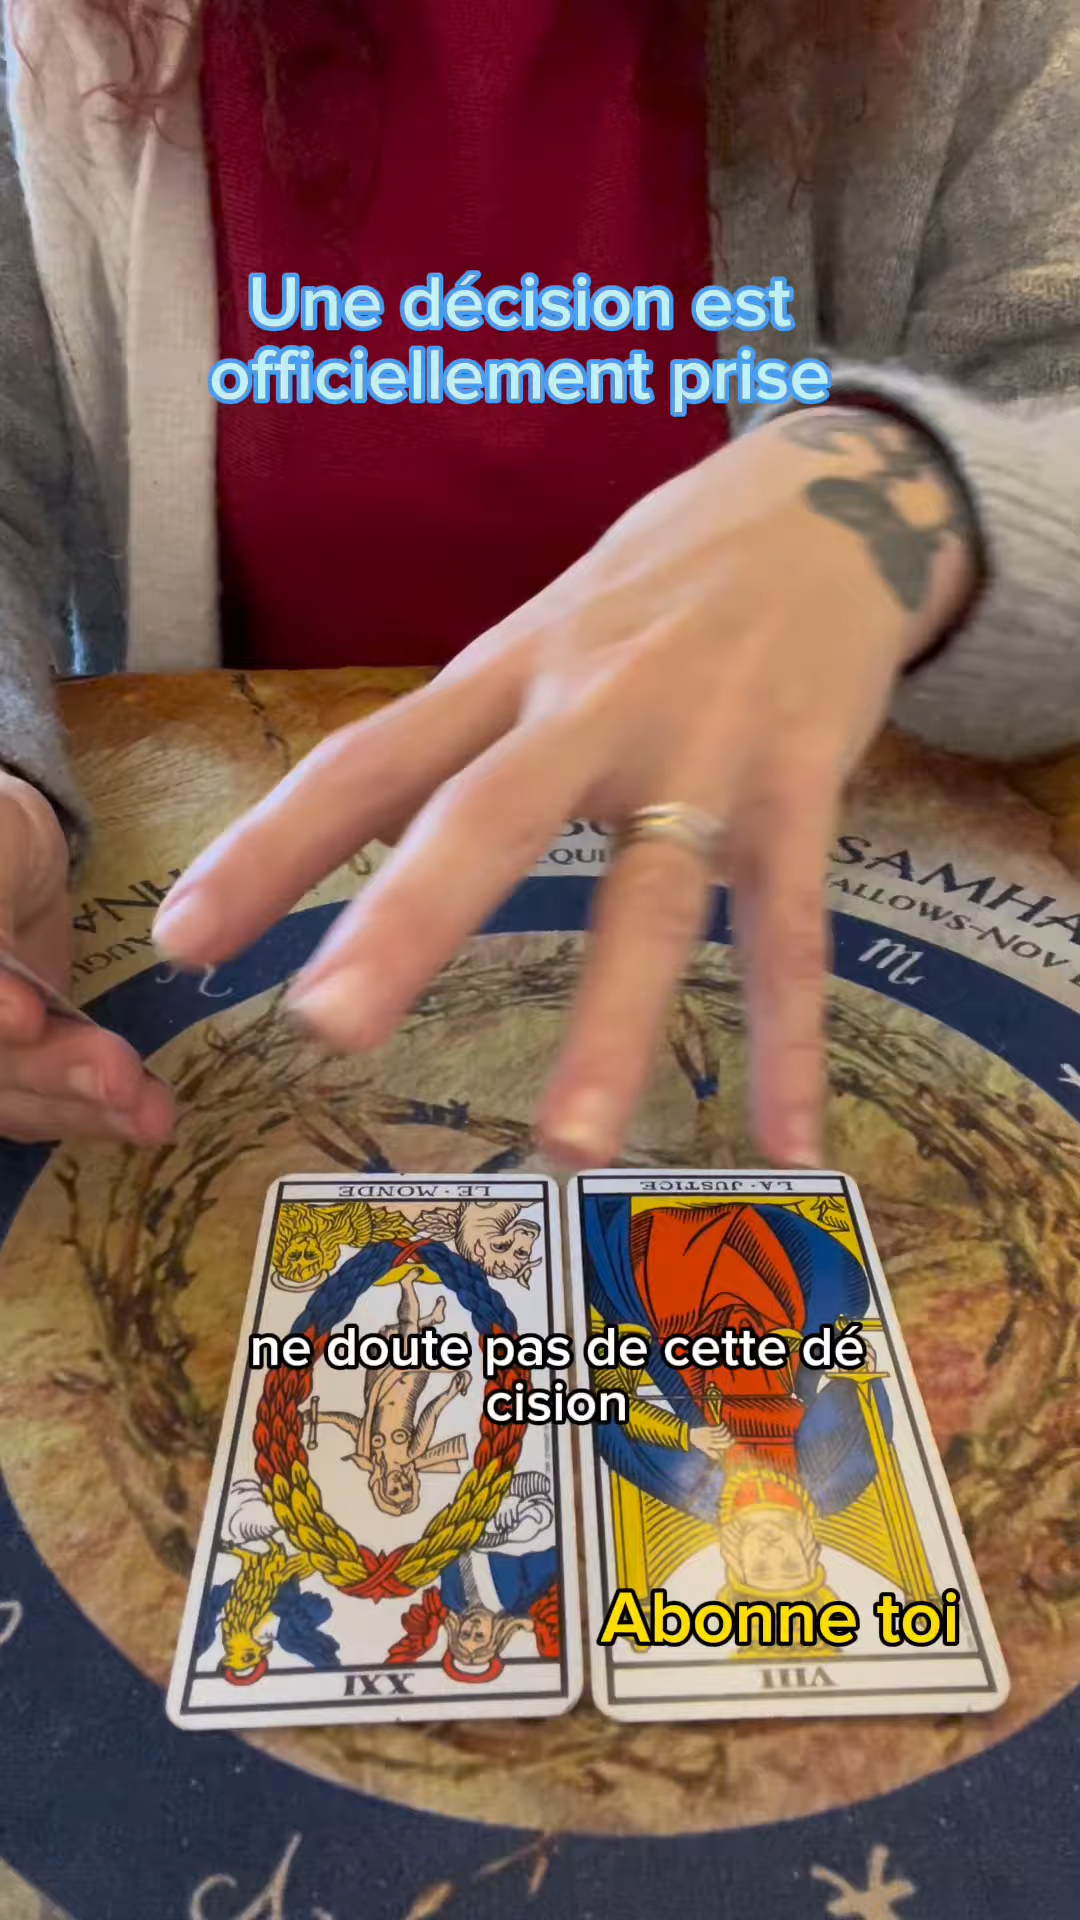 Une décision est
officiellement prise
SAMHA
ALLOWS-NOV
LE·MONDE
LA·JUSTICE
ne doute pas de cette dé
cision
Abonne toi
XXI
VIII